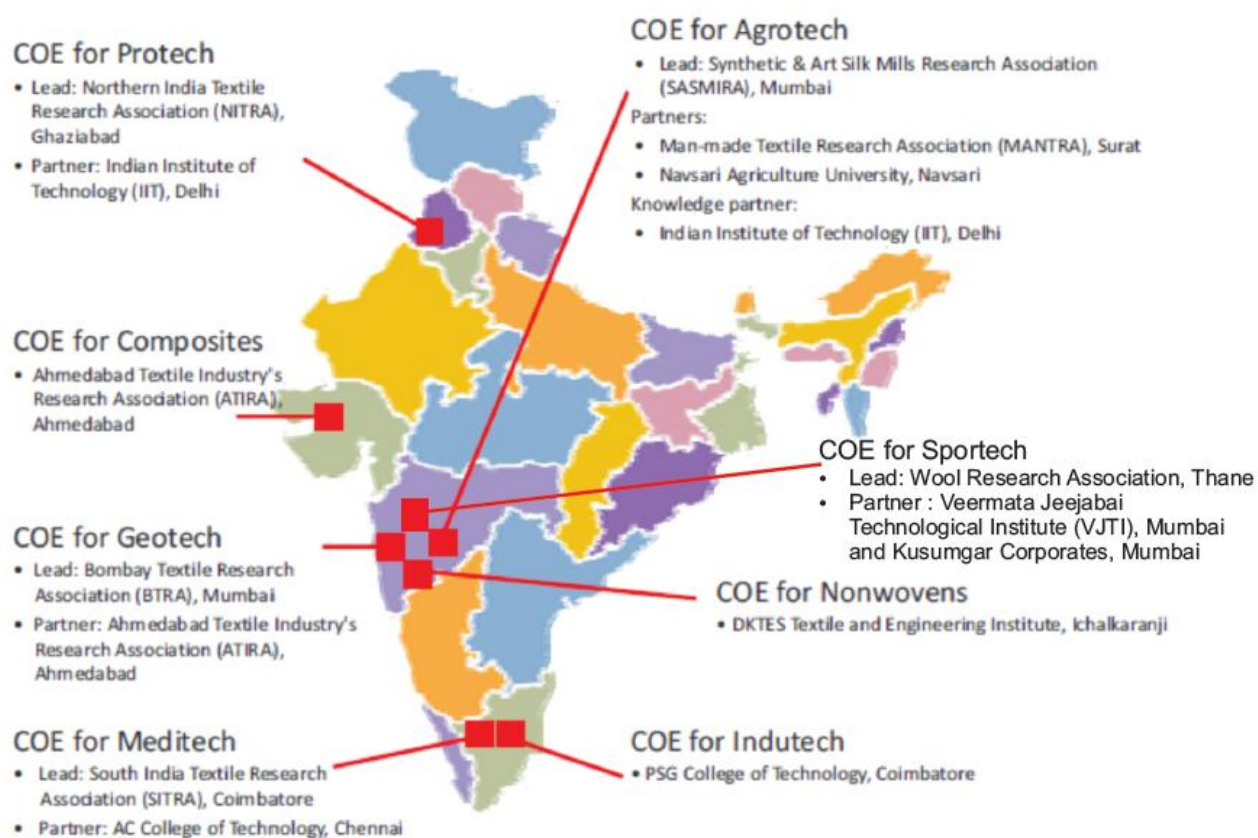 COE for Protech
• Lead: Northern India Textile
Research Association (NITRA),
Ghaziabad
• Partner: Indian Institute of
Technology (IIT), Delhi
COE for Agrotech
• Lead: Synthetic & Art Silk Mills Research Association
(SASMIRA), Mumbai
Partners:
• Man-made Textile Research Association (MANTRA), Surat
• Navsari Agriculture University, Navsari
Knowledge partner:
• Indian Institute of Technology (IIT), Delhi
COE for Composites
• Ahmedabad Textile Industry's
Research Association (ATIRA),
Ahmedabad
COE for Sportech
• Lead: Wool Research Association, Thane
• Partner : Veermata Jeejabai
Technological Institute (VJTI), Mumbai
and Kusumgar Corporates, Mumbai
COE for Geotech
• Lead: Bombay Textile Research
Association (BTRA), Mumbai
• Partner: Ahmedabad Textile Industry's
Research Association (ATIRA),
Ahmedabad
COE for Nonwovens
• DKTES Textile and Engineering Institute, Ichalkaranji
COE for Meditech
• Lead: South India Textile Research
Association (SITRA), Coimbatore
• Partner: AC College of Technology, Chennai
COE for Indutech
• PSG College of Technology, Coimbatore